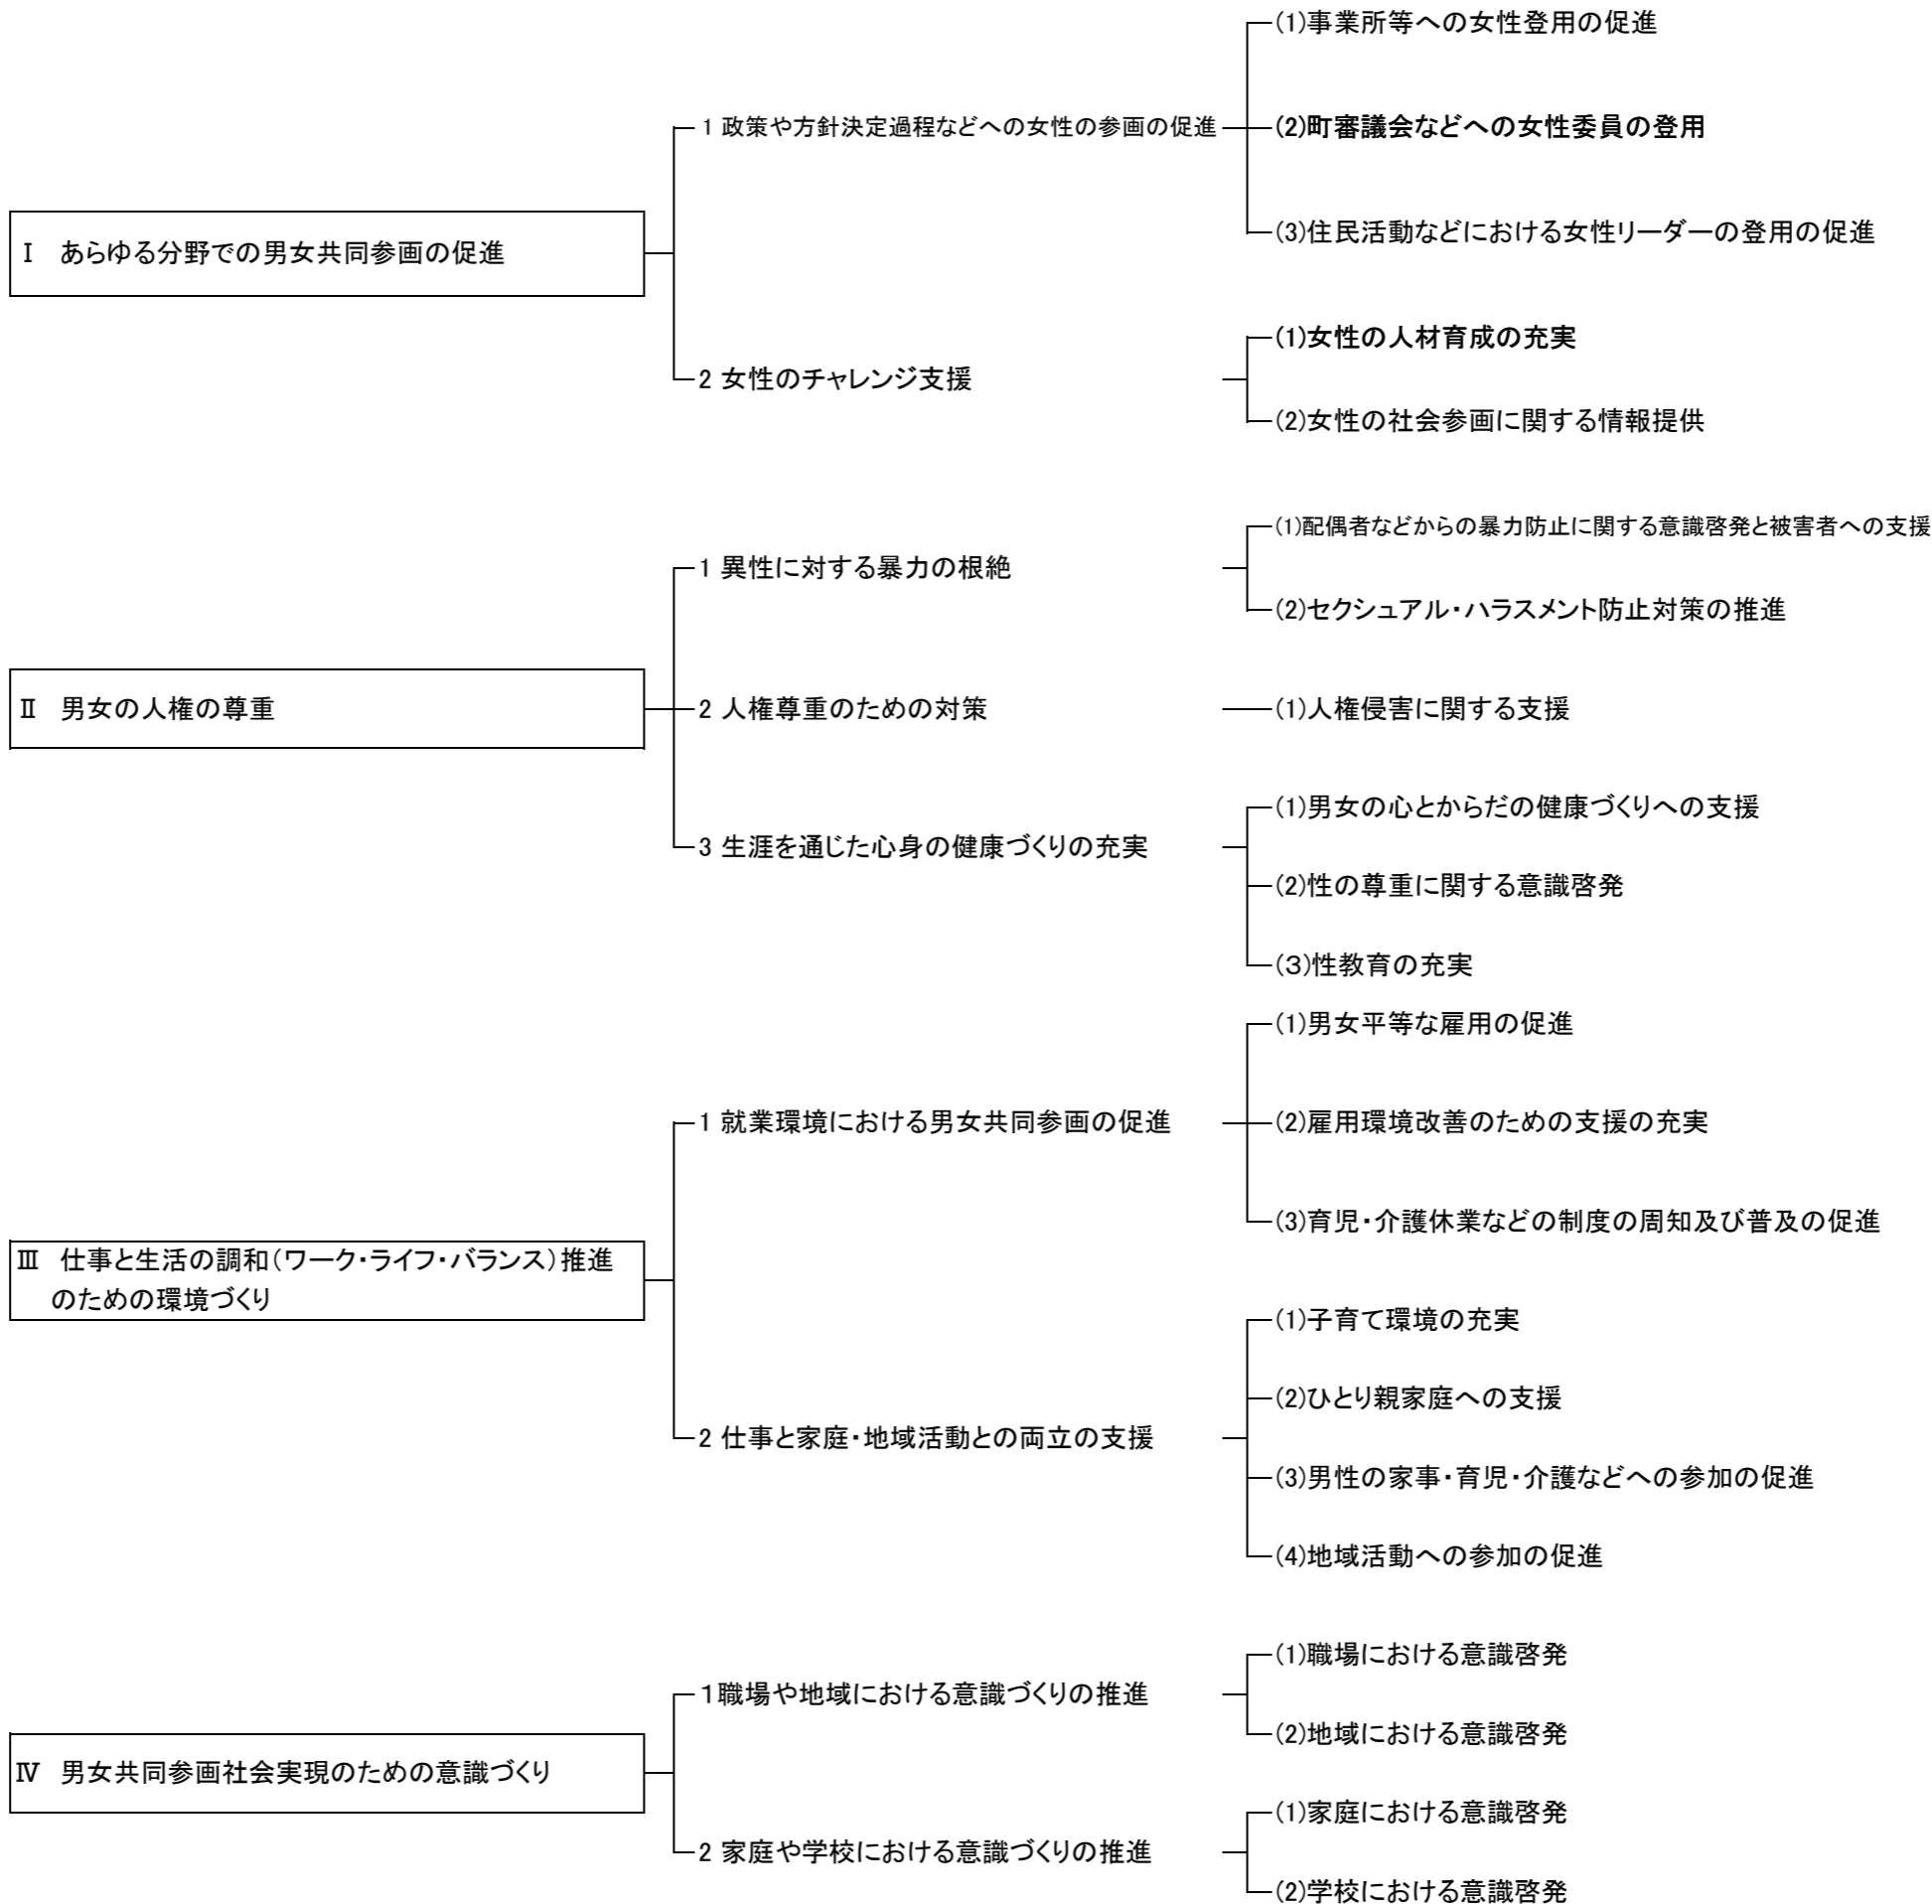 Ⅰ　あらゆる分野での男女共同参画の促進
1 政策や方針決定過程などへの女性の参画の促進
(1)事業所等への女性登用の促進
(2)町審議会などへの女性委員の登用
(3)住民活動などにおける女性リーダーの登用の促進
2 女性のチャレンジ支援
(1)女性の人材育成の充実
(2)女性の社会参画に関する情報提供
Ⅱ　男女の人権の尊重
1 異性に対する暴力の根絶
(1)配偶者などからの暴力防止に関する意識啓発と被害者への支援
(2)セクシュアル・ハラスメント防止対策の推進
2 人権尊重のための対策
(1)人権侵害に関する支援
3 生涯を通じた心身の健康づくりの充実
(1)男女の心とからだの健康づくりへの支援
(2)性の尊重に関する意識啓発
(３)性教育の充実
Ⅲ　仕事と生活の調和（ワーク・ライフ・バランス）推進
のための環境づくり
1 就業環境における男女共同参画の促進
(1)男女平等な雇用の促進
(2)雇用環境改善のための支援の充実
(3)育児・介護休業などの制度の周知及び普及の促進
2 仕事と家庭・地域活動との両立の支援
(1)子育て環境の充実
(2)ひとり親家庭への支援
(3)男性の家事・育児・介護などへの参加の促進
(4)地域活動への参加の促進
Ⅳ　男女共同参画社会実現のための意識づくり
１職場や地域における意識づくりの推進
(1)職場における意識啓発
(2)地域における意識啓発
2 家庭や学校における意識づくりの推進
(1)家庭における意識啓発
(2)学校における意識啓発